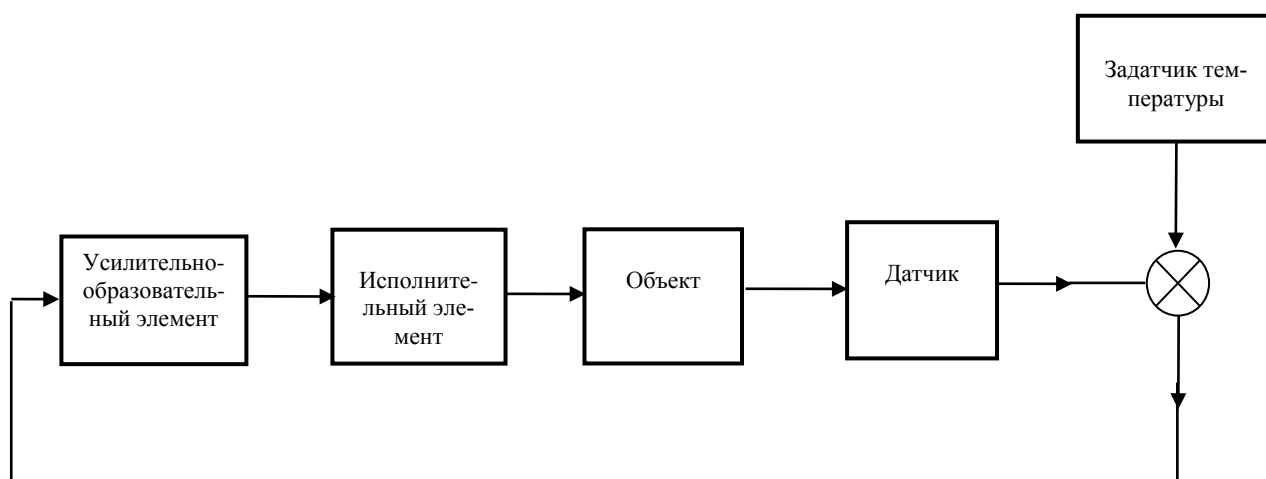 Задатчик тем-
пературы
Усилительно-
образователь-
ный элемент
Исполните-
льный эле-
мент
Объект
Датчик